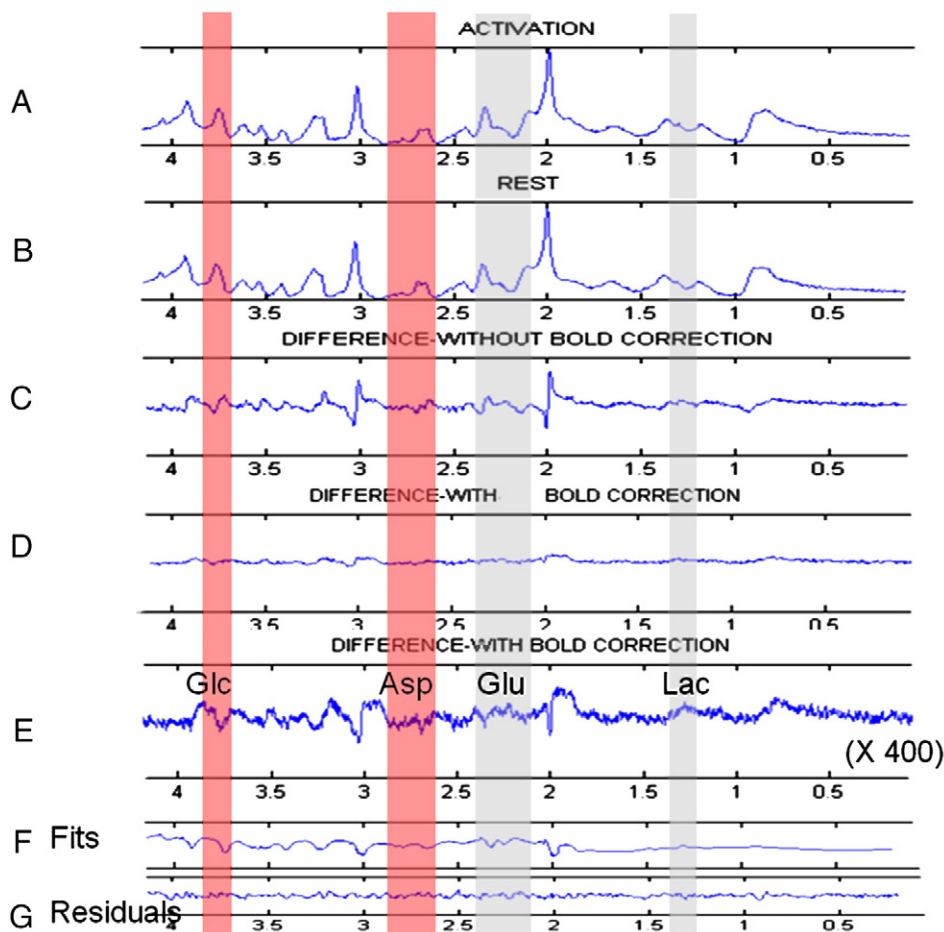 ACTIVATION
A
4 3.5 3 2.5 2 1.5 1 0.5
REST
B
4 3.5 3 2.5 2 1.5 1 0.5
DIFFERENCE-WITHOUT BOLD CORRECTION
C
4 3.5 3 2.5 2 1.5 1 0.5
DIFFERENCE-WITH BOLD CORRECTION
D
4 3.5 3 2.5 2 1.5 1 0.5
DIFFERENCE-WITH BOLD CORRECTION
Glc Asp Glu Lac
E
(X 400)
4 3.5 3 2.5 2 1.5 1 0.5
F Fits
G Residuals
4 3.5 3 2.5 2 1.5 1 0.5